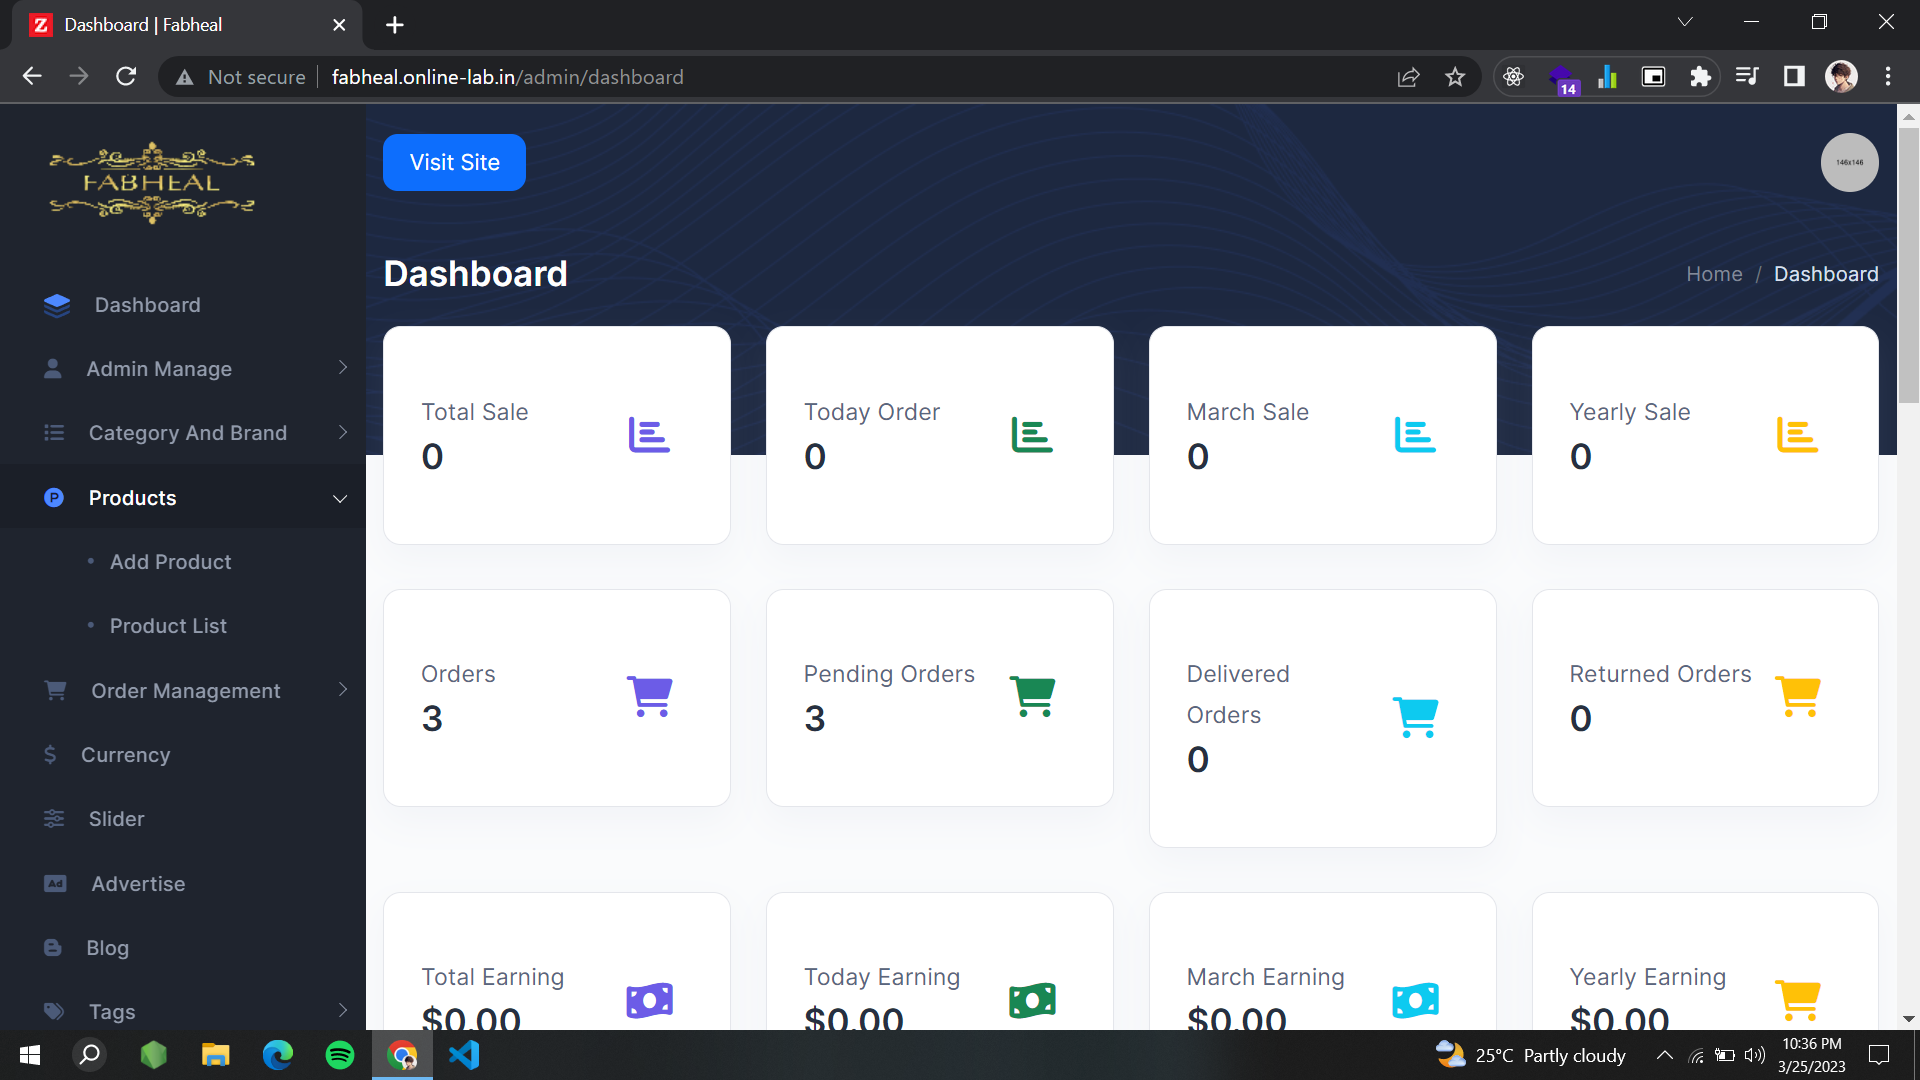 Dashboard | Fabheal
Not secure
fabheal.online-lab.in/admin/dashboard
14
FABHEAL
Visit Site
146x146
Dashboard
Home / Dashboard
Dashboard
Admin Manage
Category And Brand
Products
Add Product
Product List
Order Management
Currency
Slider
Ad
Advertise
Blog
Tags
Total Sale
0
Today Order
0
March Sale
0
Yearly Sale
0
Orders
3
Pending Orders
3
Delivered
Orders
0
Returned Orders
0
Total Earning
$0.00
Today Earning
$0.00
March Earning
$0.00
Yearly Earning
$0.00
25°C Partly cloudy
10:36 PM
3/25/2023